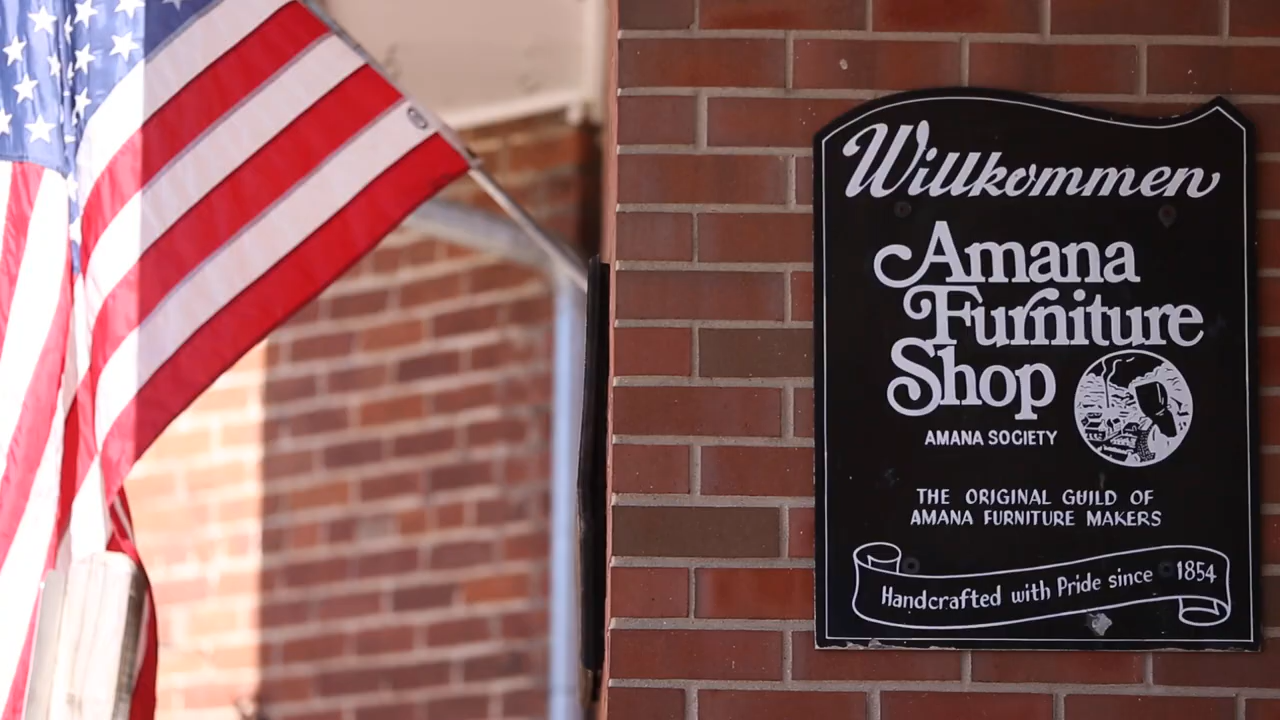 Willkommen
Amana
Furniture
Shop
AMANA SOCIETY
THE ORIGINAL GUILD OF
AMANA FURNITURE MAKERS
Handcrafted with Pride since 1854